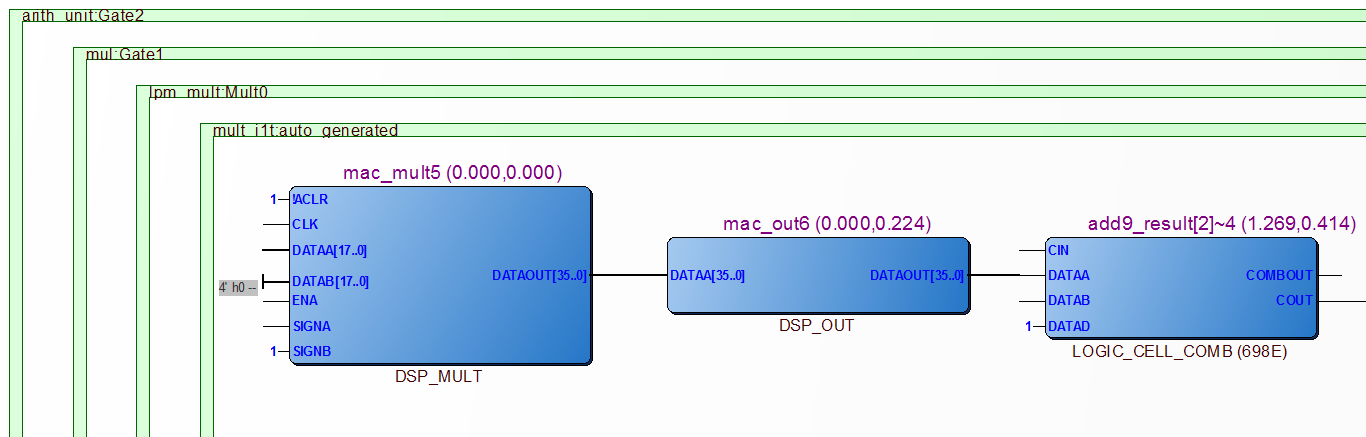 arith_unit:Gate2
mul:Gate1
lpm_mult:Mult0
mult_i1t:auto_generated
mac_mult5 (0.000,0.000)
1
!ACLR
CLK
DATAA[17..0]
4' h0 --
DATAB[17..0]
ENA
SIGNA
1
SIGNB
DATAOUT[35..0]
DSP_MULT
mac_out6 (0.000,0.224)
DATAA[35..0]
DATAOUT[35..0]
DSP_OUT
add9_result[2]~4 (1.269,0.414)
CIN
DATAA
DATAB
1
DATAD
COMBOUT
COUT
LOGIC_CELL_COMB (698E)